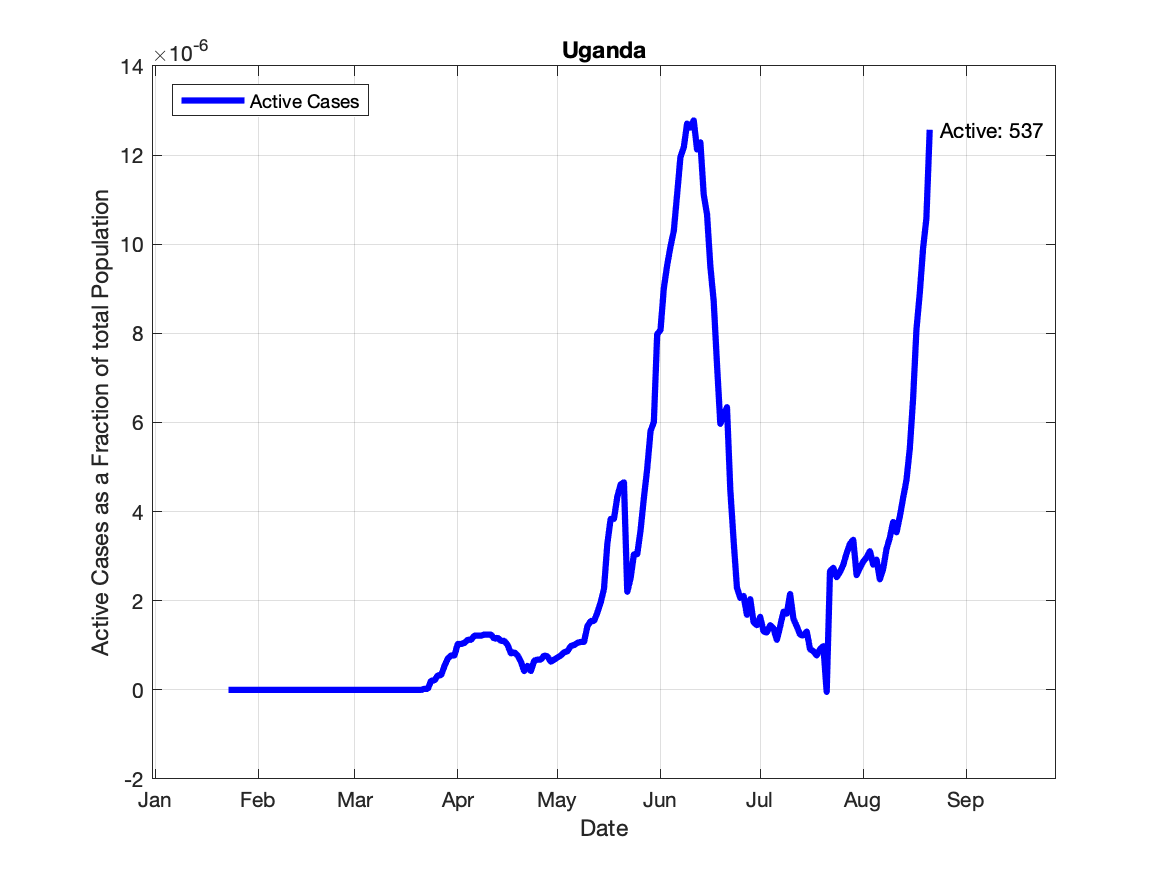 Uganda
×10-6
14
12
10
8
6
4
2
0
-2
Active Cases as a Fraction of total Population
Active Cases
Active: 537
Jan Feb Mar Apr May Jun Jul Aug Sep
Date